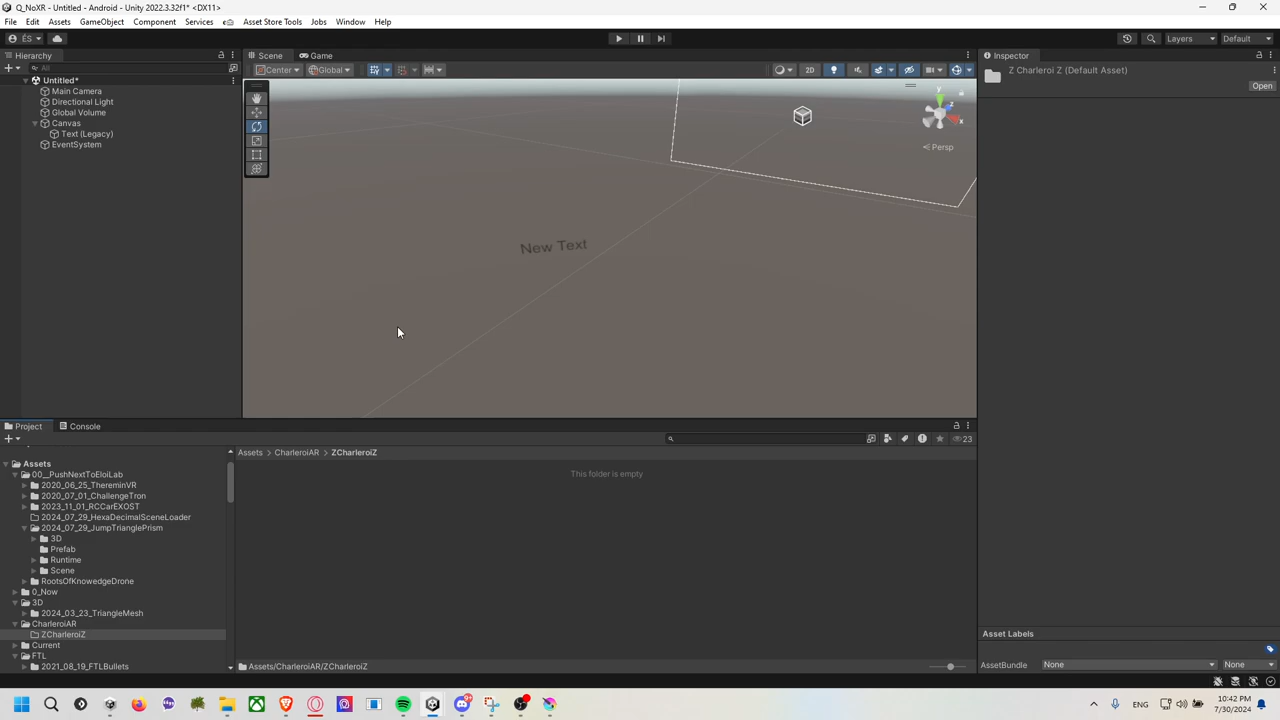 Q_NoXR - Untitled - Android - Unity 2022.3.32f1* <DX11>
File Edit Assets GameObject Component Services Asset Store Tools Jobs Window Help
ÉS Layers Default
Hierarchy Scene Game Inspector
All Center Global 2D Z Charleroi Z (Default Asset)
Open
Untitled*
Main Camera
Directional Light
Global Volume
Canvas
Text (Legacy)
EventSystem
y
z
x
Persp
New Text
Project Console
23
Assets > CharleroiAR > ZCharleroiZ
This folder is empty
Assets
00__PushNextToEloiLab
2020_06_25_ThereminVR
2020_07_01_ChallengeTron
2023_11_01_RCCarEXOST
2024_07_29_HexaDecimalSceneLoader
2024_07_29_JumpTrianglePrism
3D
Prefab
Runtime
Scene
RootsOfKnowedgeDrone
0_Now
3D
2024_03_23_TriangleMesh
CharleroiAR
ZCharleroiZ
Current
FTL
2021_08_19_FTLBullets
Assets/CharleroiAR/ZCharleroiZ
Asset Labels
AssetBundle None None
9+
ENG
10:42 PM
7/30/2024